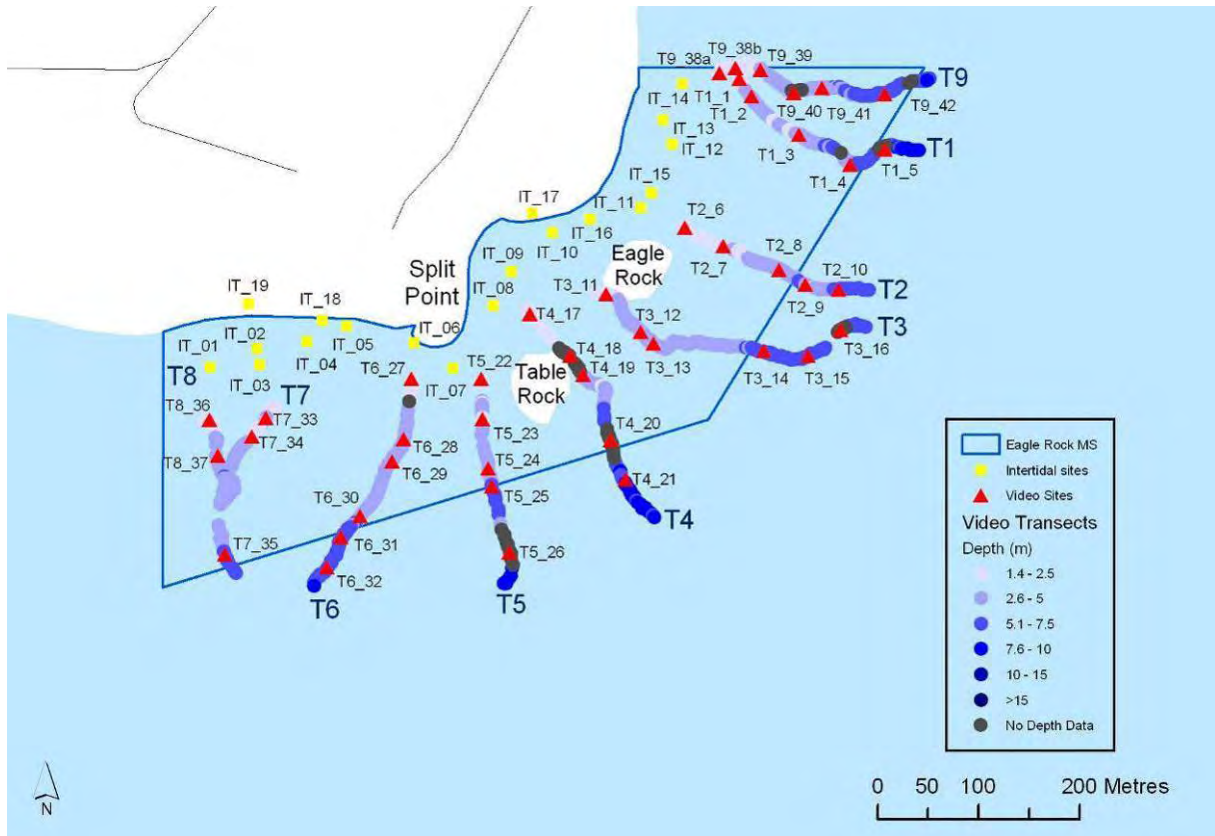 T9_38b
T9_38a
T9_39
T9
IT_14
T1_1
T1_2
T9_40
T9_41
T9_42
IT_13
IT_12
T1_3
T1
T1_4
T1_5
IT_15
IT_17
IT_11
T2_6
IT_16
IT_10
Eagle
Rock
T2_7
T2_8
T2_10
T2_9
T2
Split
Point
IT_09
T3_11
IT_08
IT_19
IT_18
T4_17
T3_12
T3
T3_16
IT_06
IT_01
IT_02
IT_04
IT_05
T3_13
T4_18
T3_14
T3_15
T8
IT_03
T6_27
T5_22
IT_07
T4_19
Table
Rock
T7
T8_36
T7_33
T7_34
T5_23
T4_20
T6_28
T8_37
T6_29
T5_24
T4_21
T5_25
T6_30
T4
T6_31
T7_35
T5_26
T6_32
T6
T5
Eagle Rock MS
Intertidal sites
Video Sites
Video Transects
Depth (m)
1.4 - 2.5
2.6 - 5
5.1 - 7.5
7.6 - 10
10 - 15
>15
No Depth Data
N
0 50 100 200 Metres